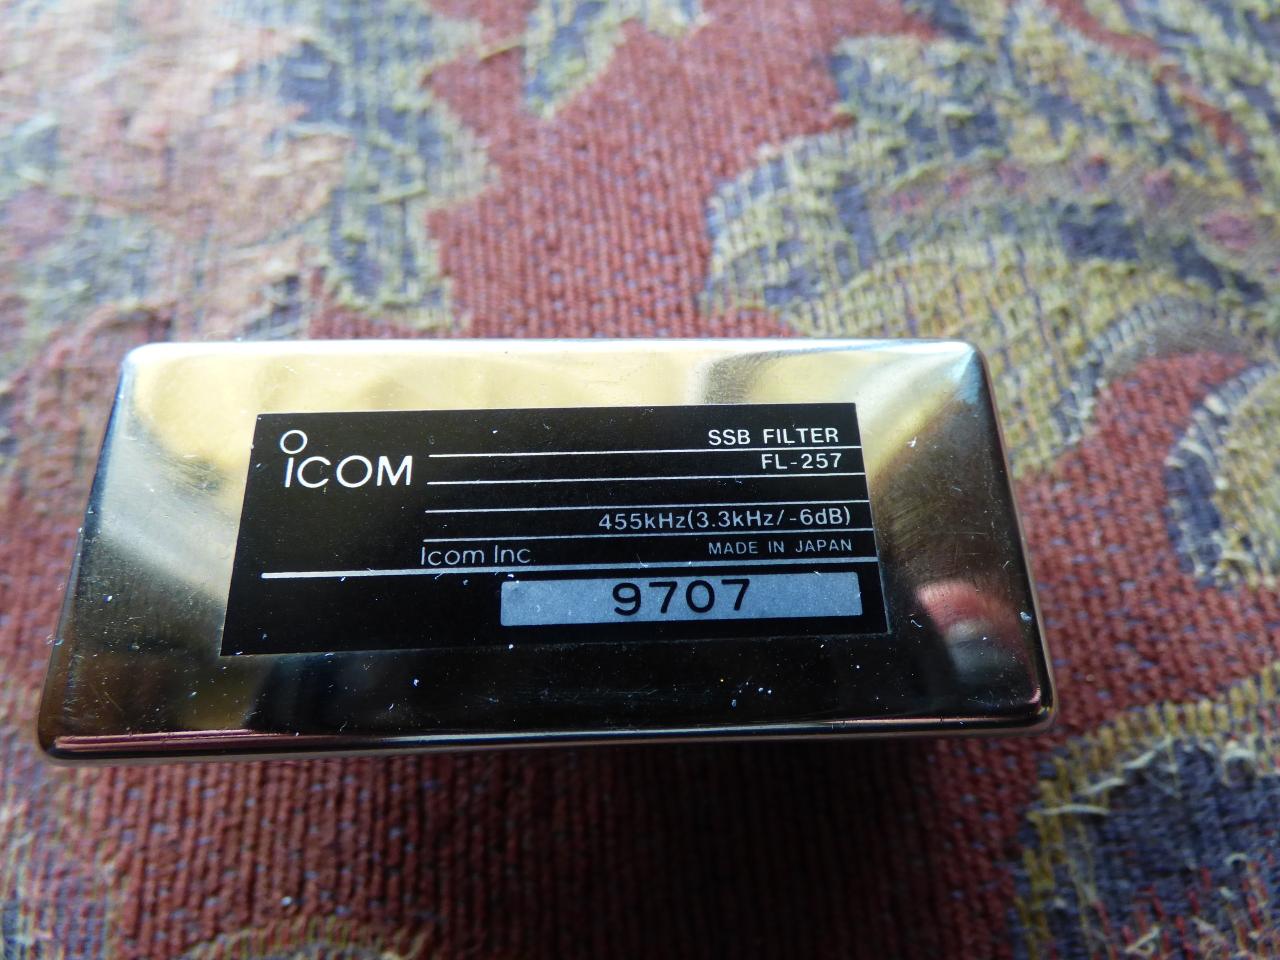 ICOM
SSB FILTER
FL-257
455kHz(3.3kHz/-6dB)
Icom Inc.
MADE IN JAPAN
9707